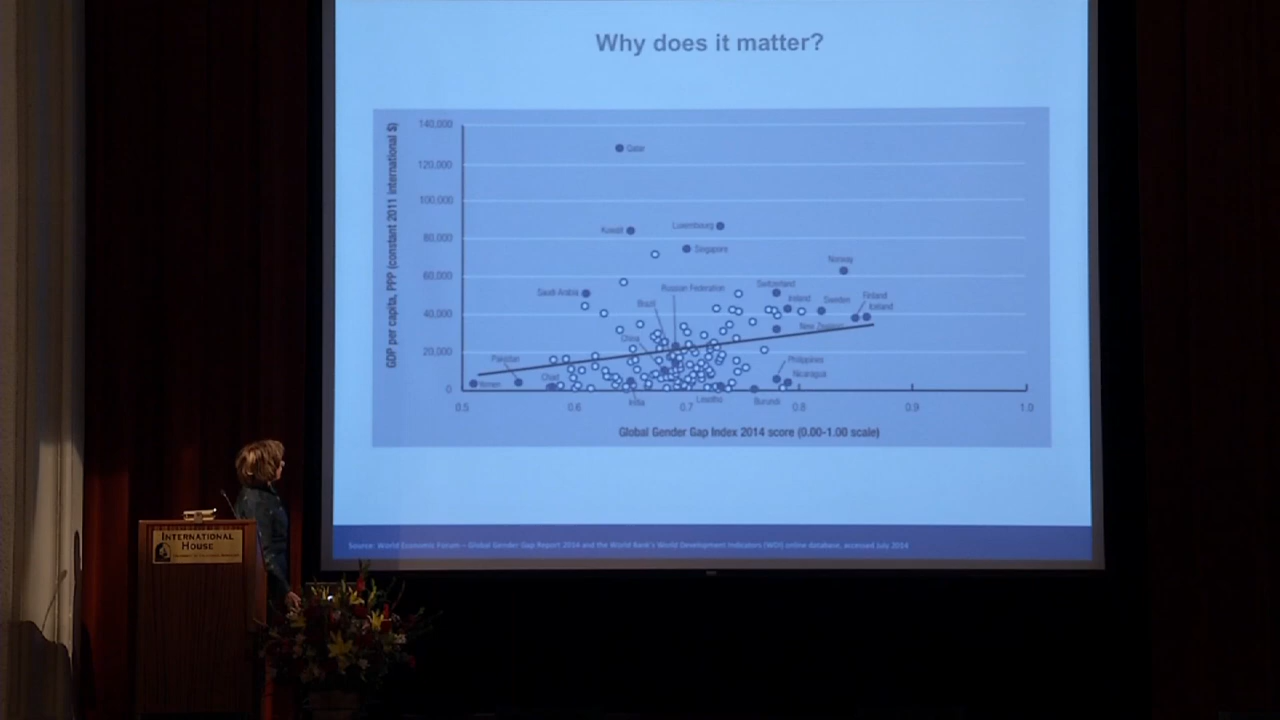 Why does it matter?
GDP per capita, PPP (constant 2011 international $)
140,000
120,000
100,000
80,000
60,000
40,000
20,000
0
Qatar
Kuwait
Luxembourg
Singapore
Norway
Saudi Arabia
Russian Federation
Switzerland
Brazil
Ireland
Sweden
Finland
Iceland
New Zealand
China
Pakistan
Philippines
Yemen
Chad
Nicaragua
India
Lesotho
Burundi
0.5 0.6 0.7 0.8 0.9 1.0
Global Gender Gap Index 2014 score (0.00-1.00 scale)
Source: World Economic Forum – Global Gender Gap Report 2014 and the World Bank's World Development Indicators (WDI) online database, accessed July 2014
INTERNATIONAL
HOUSE